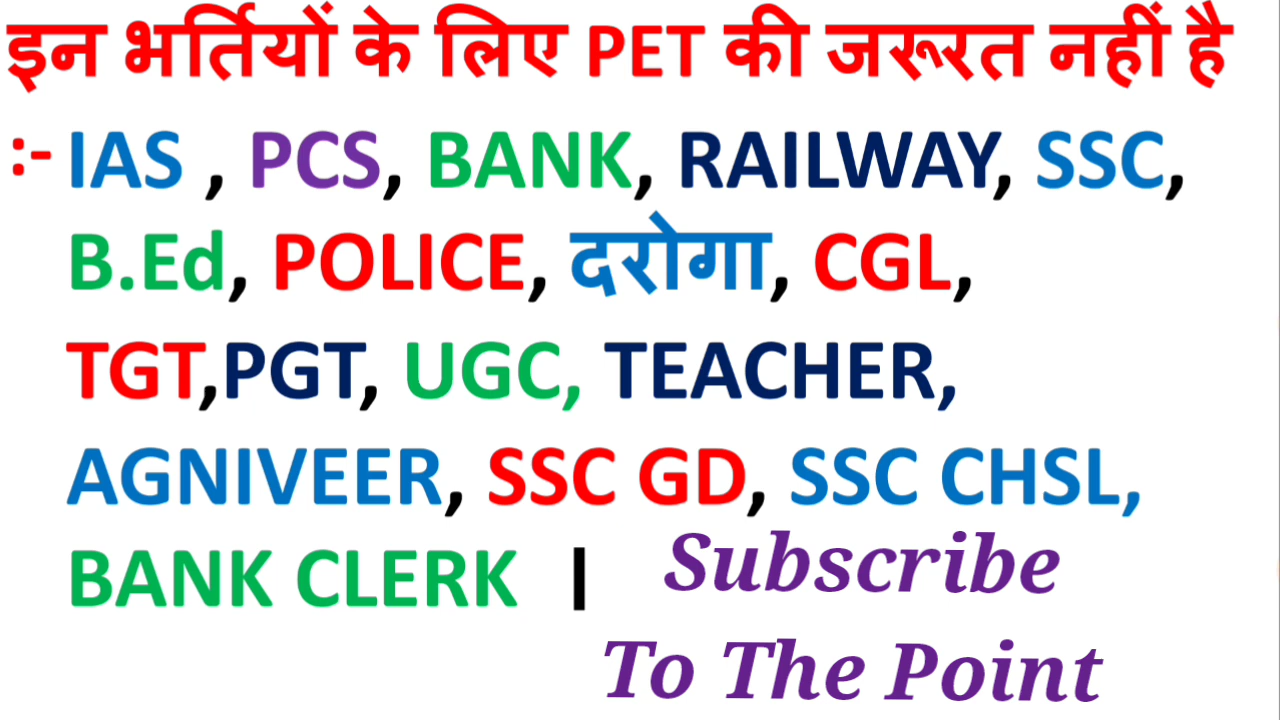 इन भर्तियों के लिए PET की जरूरत नहीं है
:- IAS , PCS, BANK, RAILWAY, SSC,
B.Ed, POLICE, दरोगा, CGL,
TGT,PGT, UGC, TEACHER,
AGNIVEER, SSC GD, SSC CHSL,
BANK CLERK |
Subscribe
To The Point